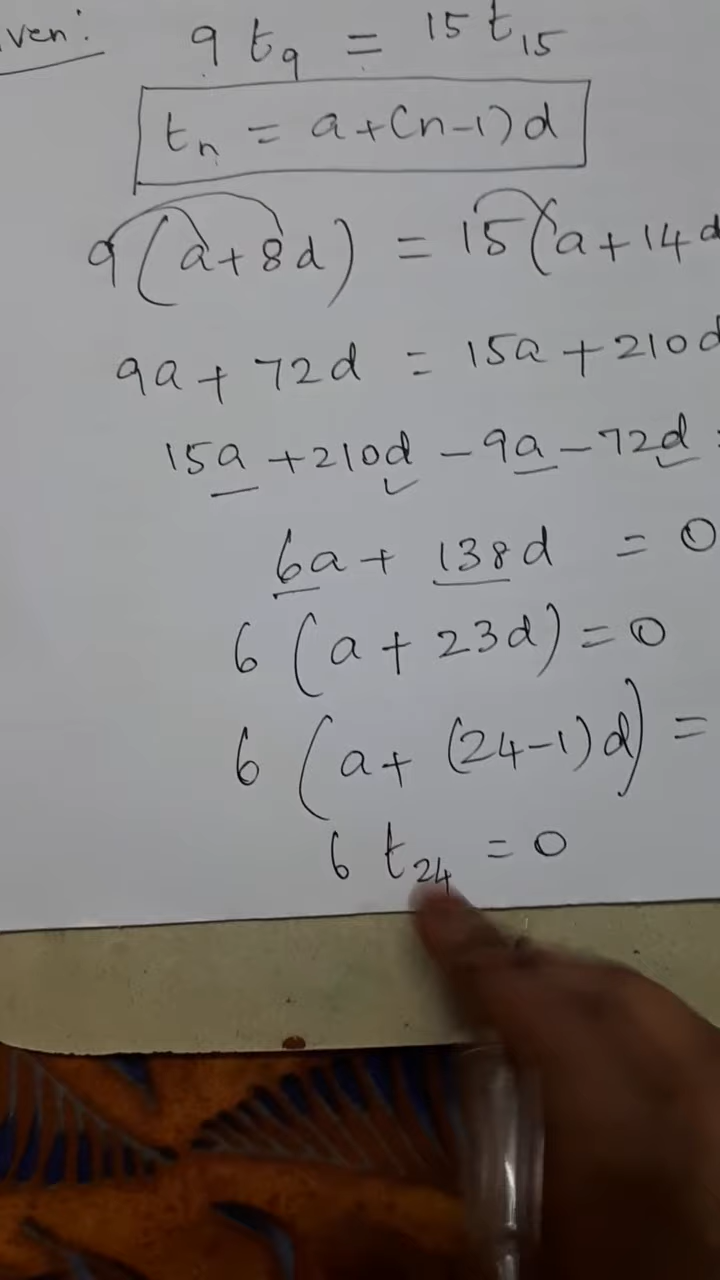 iven:
9 t₉ = 15 t₁₅
tₙ = a+(n-1)d
9(a+8d) = 15(a+14d
9a + 72d = 15a + 210d
15a + 210d - 9a - 72d
6a + 138d = 0
6(a + 23d) = 0
6(a + (24-1)d) =
6 t₂₄ = 0